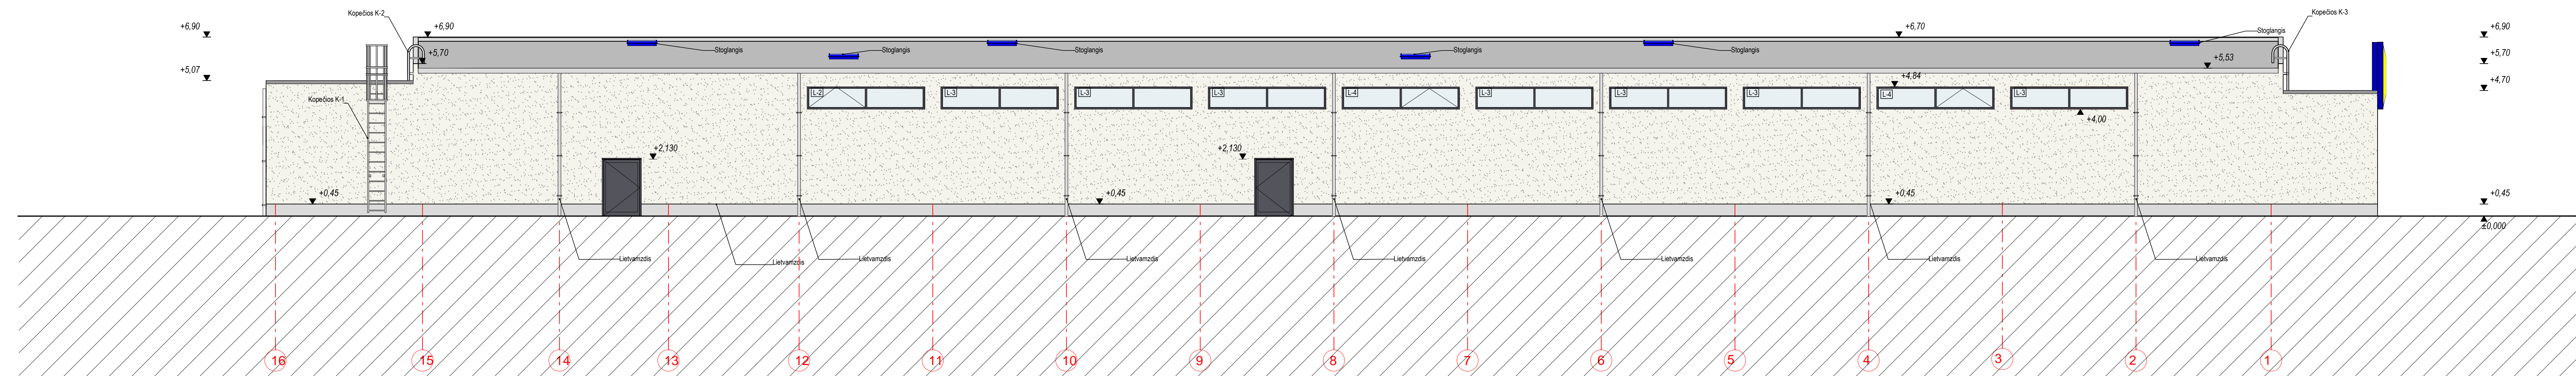 Kopečios K-2
Kopečios K-3
+6,90
+6,90
+6,70
+6,90
Stoglangis
Stoglangis
Stoglangis
Stoglangis
Stoglangis
Stoglangis
+5,70
+5,53
+5,70
+5,07
+4,84
+4,70
Kopečios K-1
L-2
L-3
L-3
L-3
L-4
L-3
L-3
L-3
L-4
L-3
+4,00
+2,130
+2,130
+0,45
+0,45
+0,45
+0,45
±0,000
Lietvamzdis
Lietvamzdis
Lietvamzdis
Lietvamzdis
Lietvamzdis
Lietvamzdis
Lietvamzdis
Lietvamzdis
16
15
14
13
12
11
10
9
8
7
6
5
4
3
2
1